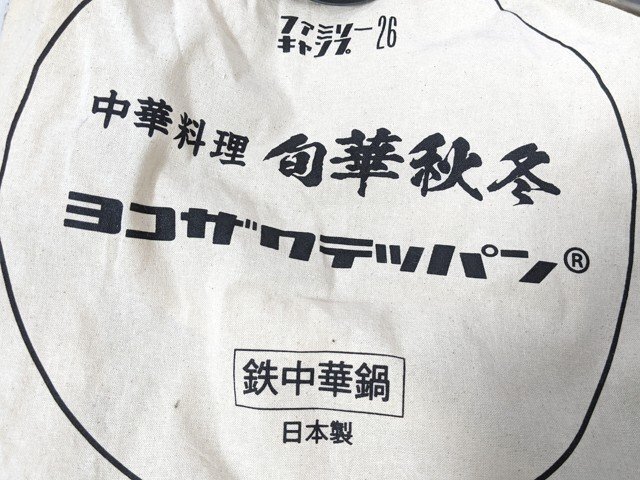 ファミリー
キャンプ-26
中華料理 旬華秋冬
ヨコザワテッパン®
鉄中華鍋
日本製